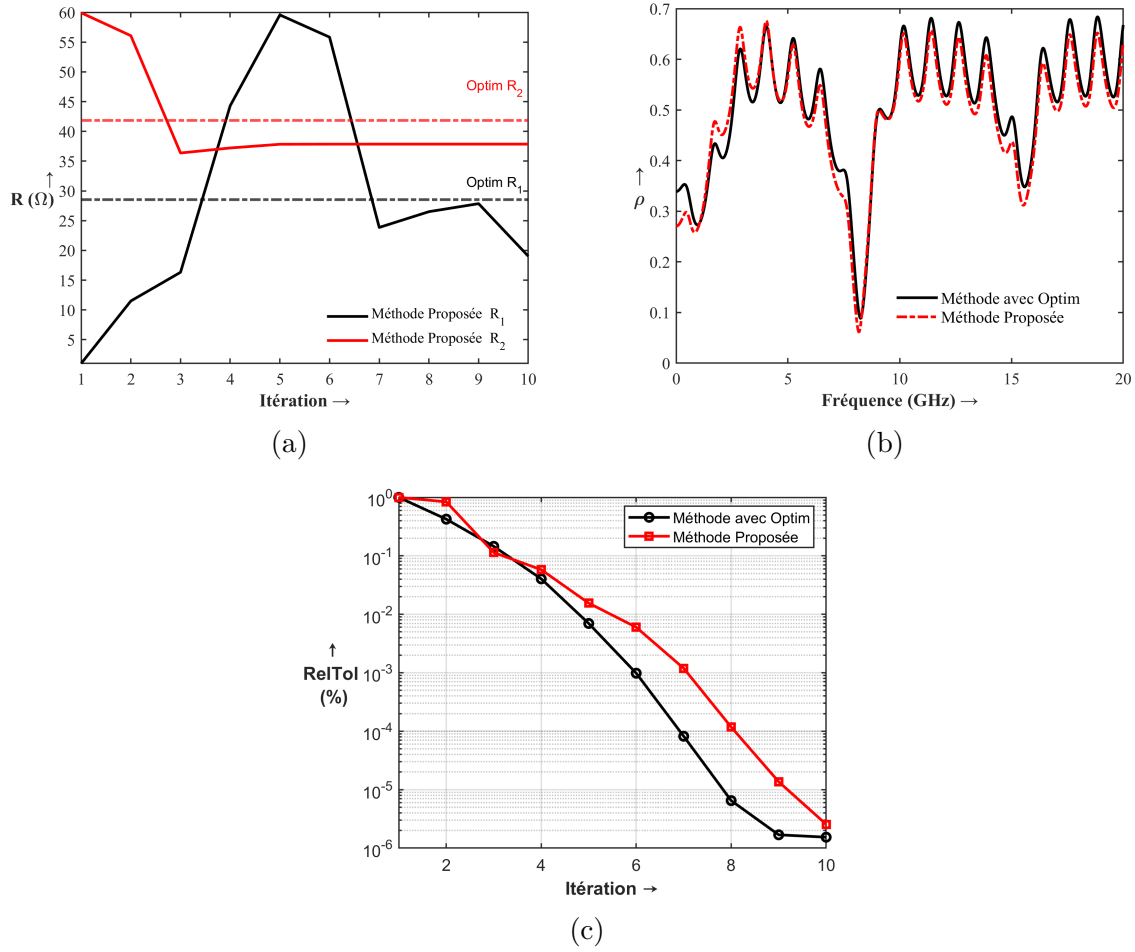 60
55
50
45
40
35
30
25
20
15
10
5
R (Ω) →
Optim R2
Optim R1
Méthode Proposée R1
Méthode Proposée R2
1 2 3 4 5 6 7 8 9 10
Itération →
(a)
0.7
0.6
0.5
0.4
0.3
0.2
0.1
0
ρ →
Méthode avec Optim
Méthode Proposée
0 5 10 15 20
Fréquence (GHz) →
(b)
10^0
10^-1
10^-2
10^-3
10^-4
10^-5
10^-6
→
RelTol
(%)
Méthode avec Optim
Méthode Proposée
2 4 6 8 10
Itération →
(c)